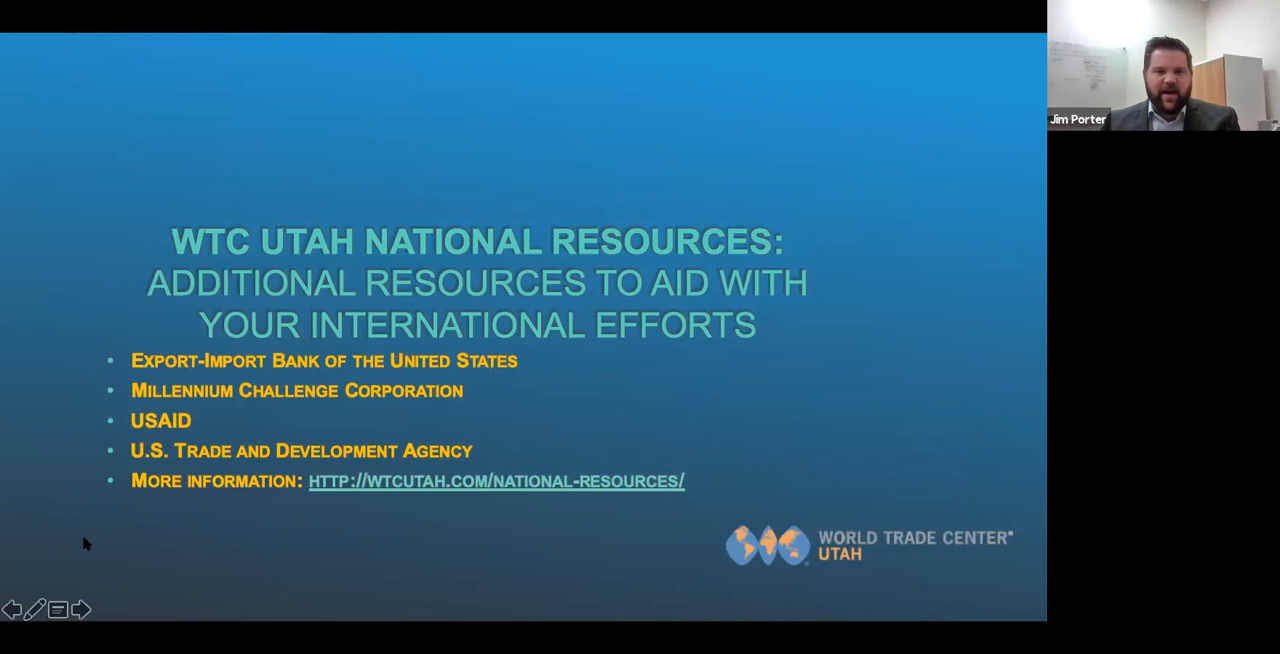 WTC UTAH NATIONAL RESOURCES:
ADDITIONAL RESOURCES TO AID WITH
YOUR INTERNATIONAL EFFORTS
• EXPORT-IMPORT BANK OF THE UNITED STATES
• MILLENNIUM CHALLENGE CORPORATION
• USAID
• U.S. TRADE AND DEVELOPMENT AGENCY
• MORE INFORMATION: HTTP://WTCUTAH.COM/NATIONAL-RESOURCES/
WORLD TRADE CENTER®
UTAH
Jim Porter